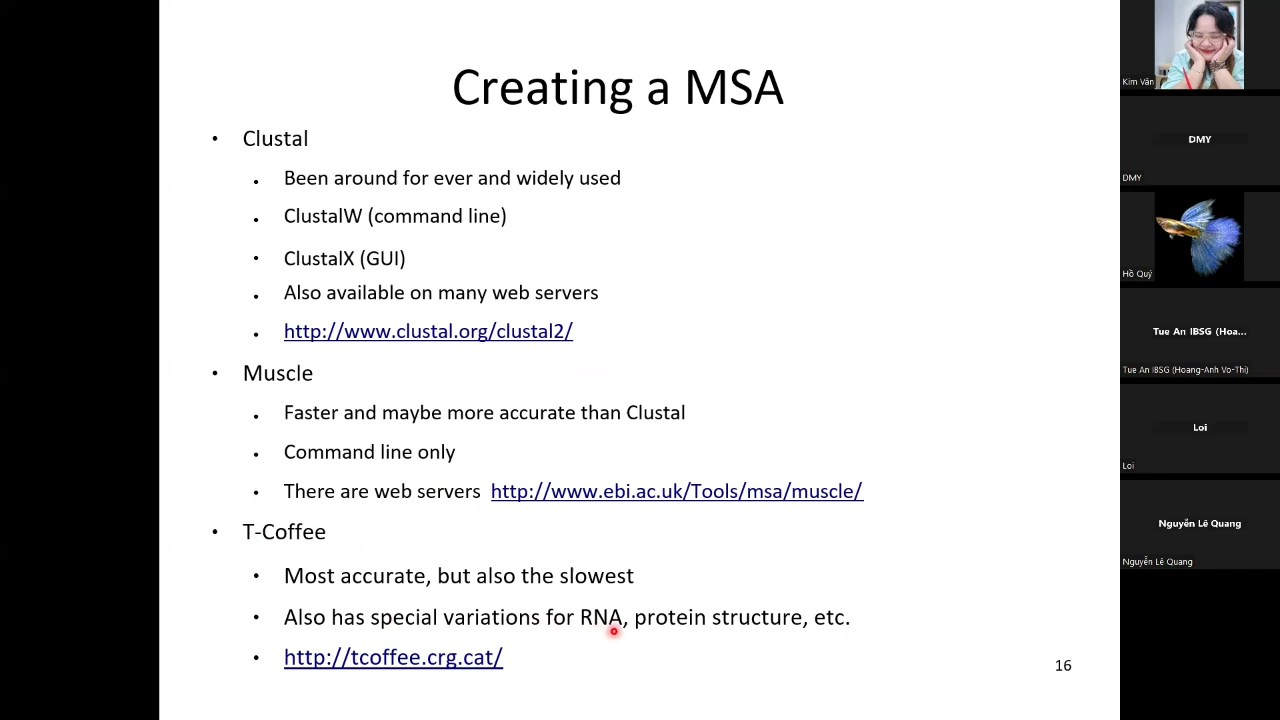 Creating a MSA
• Clustal
• Been around for ever and widely used
• ClustalW (command line)
• ClustalX (GUI)
• Also available on many web servers
• http://www.clustal.org/clustal2/
• Muscle
• Faster and maybe more accurate than Clustal
• Command line only
• There are web servers http://www.ebi.ac.uk/Tools/msa/muscle/
• T-Coffee
• Most accurate, but also the slowest
• Also has special variations for RNA, protein structure, etc.
• http://tcoffee.crg.cat/
16
Kim Vân
DMY
DMY
Hồ Quý
Tue An IBSG (Hoa...
Tue An IBSG (Hoang-Anh Vo-Thi)
Loi
Loi
Nguyễn Lê Quang
Nguyễn Lê Quang